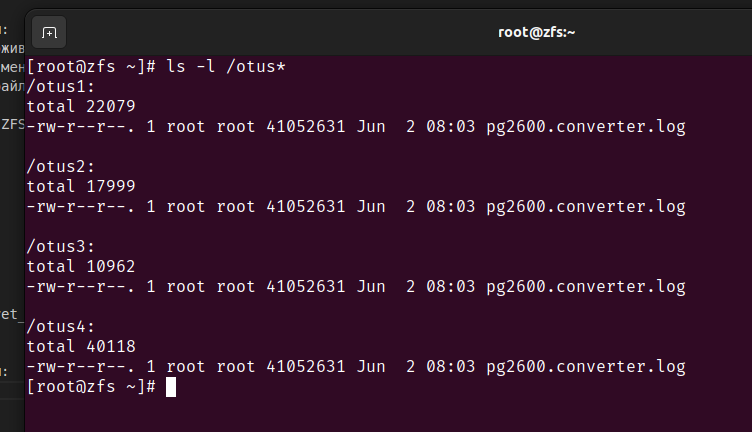 root@zfs:~
[root@zfs ~]# ls -l /otus*
/otus1:
total 22079
-rw-r--r--. 1 root root 41052631 Jun  2 08:03 pg2600.converter.log
/otus2:
total 17999
-rw-r--r--. 1 root root 41052631 Jun  2 08:03 pg2600.converter.log
/otus3:
total 10962
-rw-r--r--. 1 root root 41052631 Jun  2 08:03 pg2600.converter.log
/otus4:
total 40118
-rw-r--r--. 1 root root 41052631 Jun  2 08:03 pg2600.converter.log
[root@zfs ~]#
ZFS